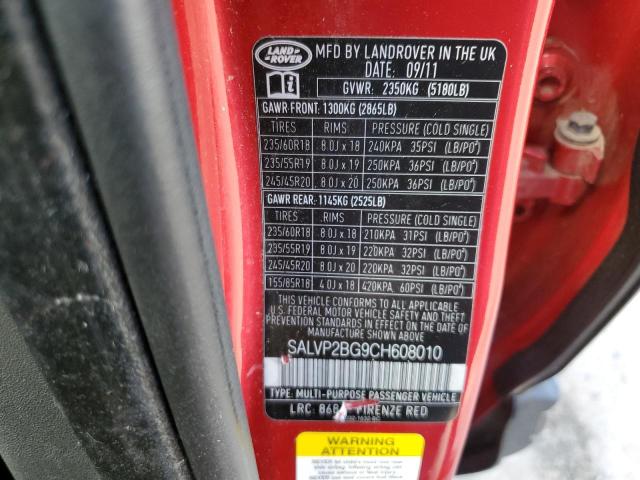 LAND
ROVER
MFD BY LANDROVER IN THE UK
DATE: 09/11
GVWR: 2350KG (5180LB)
GAWR FRONT: 1300KG (2865LB)
TIRES RIMS PRESSURE (COLD SINGLE)
235/60R18 8.0J x 18 240KPA 35PSI (LB/PO²)
235/55R19 8.0J x 19 250KPA 36PSI (LB/PO²)
245/45R20 8.0J x 20 250KPA 36PSI (LB/PO²)
GAWR REAR: 1145KG (2525LB)
TIRES RIMS PRESSURE (COLD SINGLE)
235/60R18 8.0J x 18 210KPA 31PSI (LB/PO²)
235/55R19 8.0J x 19 220KPA 32PSI (LB/PO²)
245/45R20 8.0J x 20 220KPA 32PSI (LB/PO²)
155/85R18 4.0J x 18 420KPA 60PSI (LB/PO²)
THIS VEHICLE CONFORMS TO ALL APPLICABLE
U.S. FEDERAL MOTOR VEHICLE SAFETY AND THEFT
PREVENTION STANDARDS IN EFFECT ON THE DATE OF
MANUFACTURE SHOWN ABOVE
SALVP2BG9CH608010
TYPE: MULTI-PURPOSE PASSENGER VEHICLE
LRC: FIRENZE RED
WARNING
ATTENTION